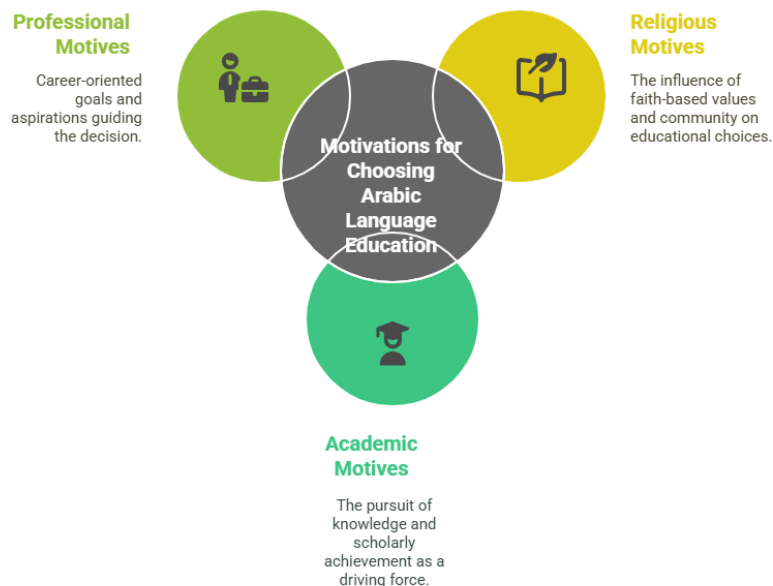 Professional
Motives
Career-oriented
goals and
aspirations guiding
the decision.
Religious
Motives
The influence of
faith-based values
and community on
educational choices.
Motivations for
Choosing
Arabic
Language
Education
Academic
Motives
The pursuit of
knowledge and
scholarly
achievement as a
driving force.